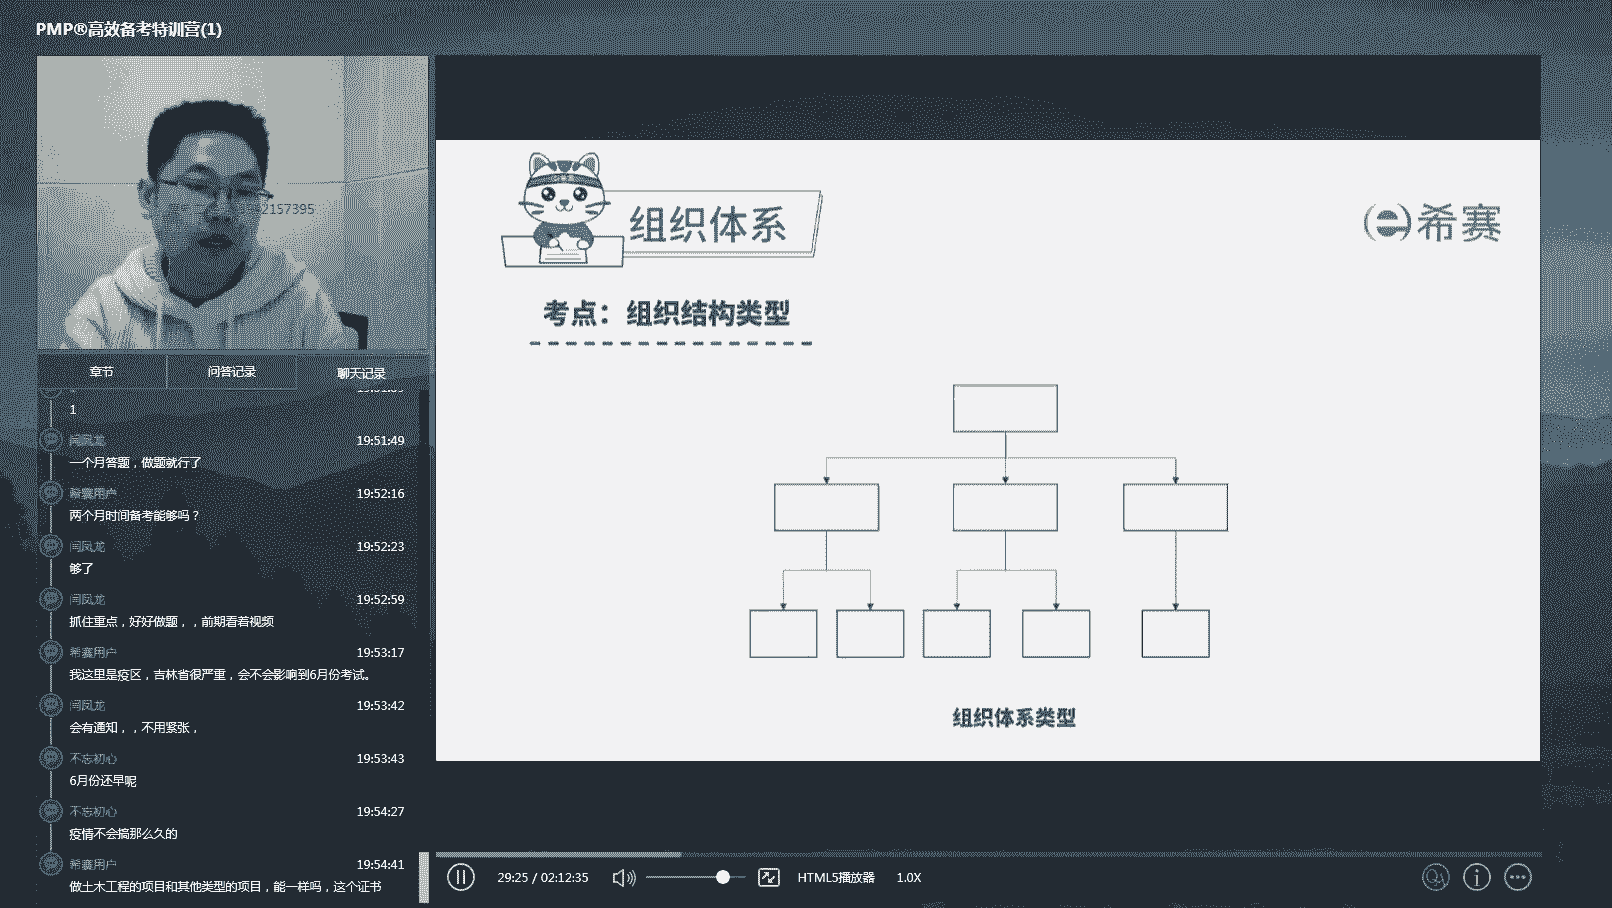 PMP®高效备考特训营(1)
2157395
组织体系
希赛
考点：组织结构类型
组织体系类型
章节
问答记录
聊天记录
1
闫凤龙
19:51:49
一个月答题，做题就行了
希赛用户
19:52:16
两个月时间备考能够吗？
闫凤龙
19:52:23
够了
闫凤龙
19:52:59
抓住重点，好好做题，，前期看着视频
希赛用户
19:53:17
我这里是疫区，吉林省很严重，会不会影响到6月份考试。
闫凤龙
19:53:42
会有通知，，不用紧张，
不忘初心
19:53:43
6月份还早呢
不忘初心
19:54:27
疫情不会搞那么久的
希赛用户
19:54:41
做土木工程的项目和其他类型的项目，能一样吗，这个证书
29:25 / 02:12:35
HTML5播放器
1.0X